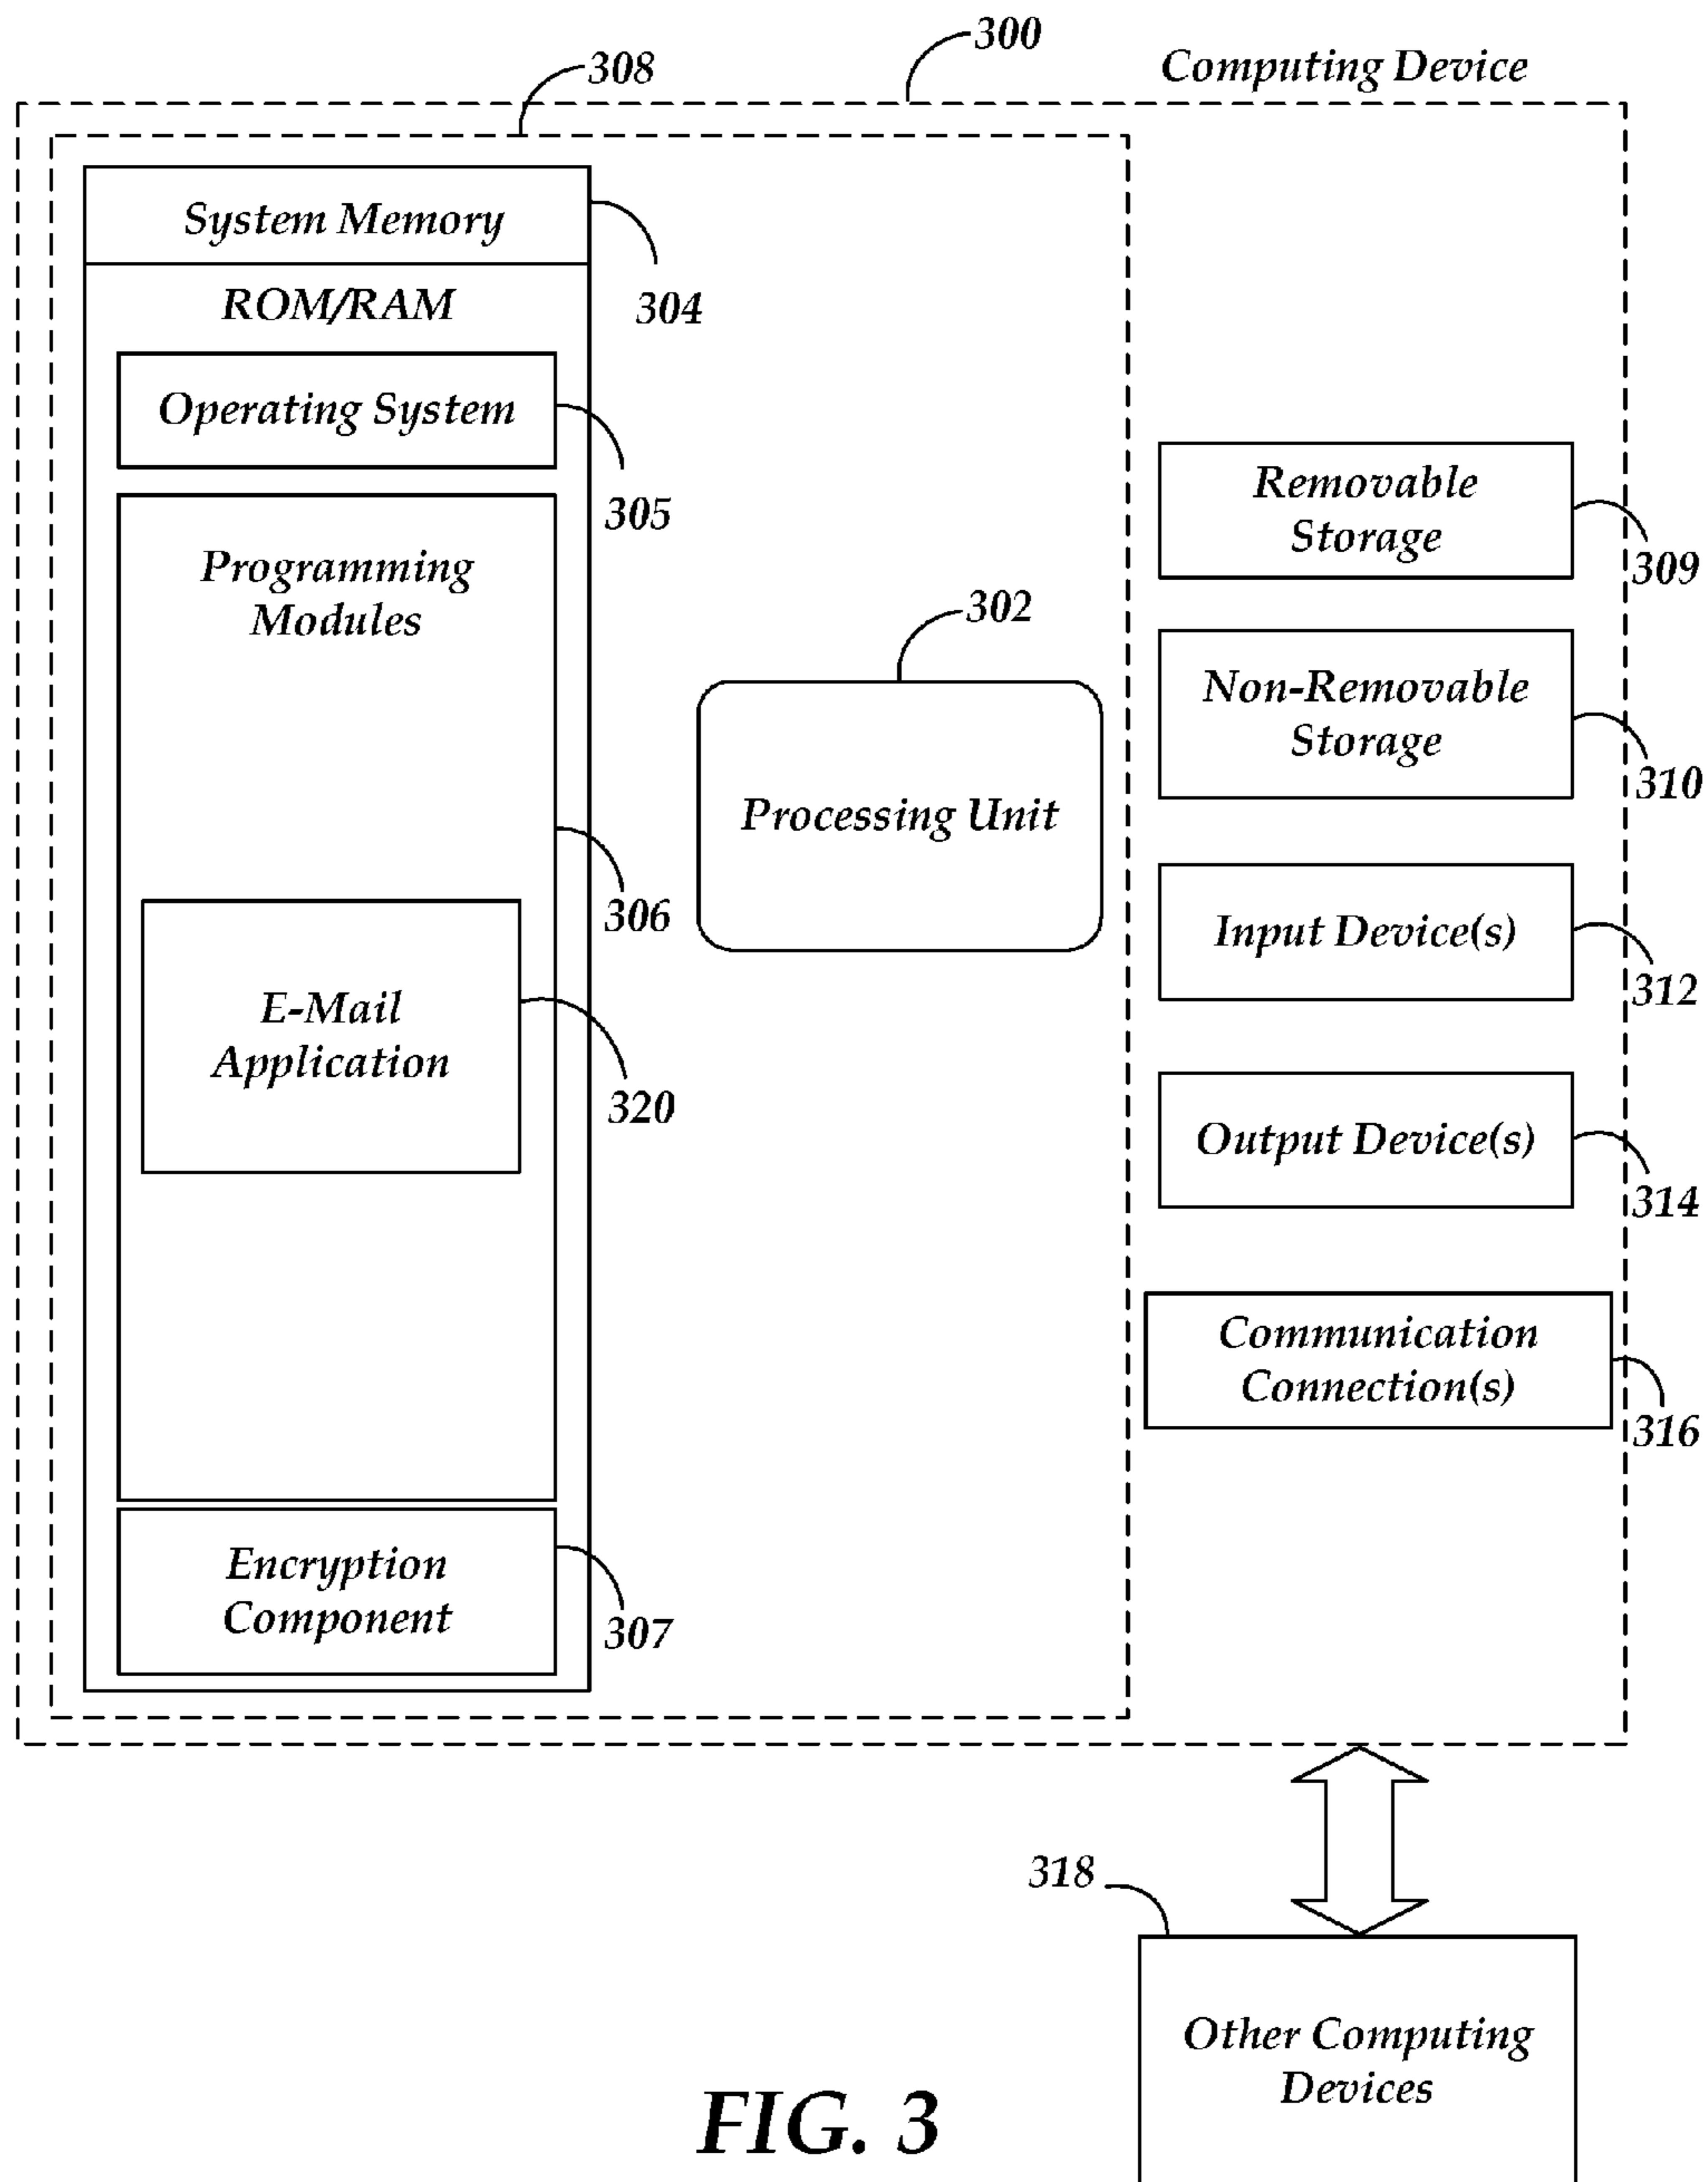 300
Computing Device
308
System Memory
304
ROM/RAM
Operating System
305
Programming
Modules
306
E-Mail
Application
320
Encryption
Component
307
302
Processing Unit
Removable
Storage
309
Non-Removable
Storage
310
Input Device(s)
312
Output Device(s)
314
Communication
Connection(s)
316
318
Other Computing
Devices
FIG. 3